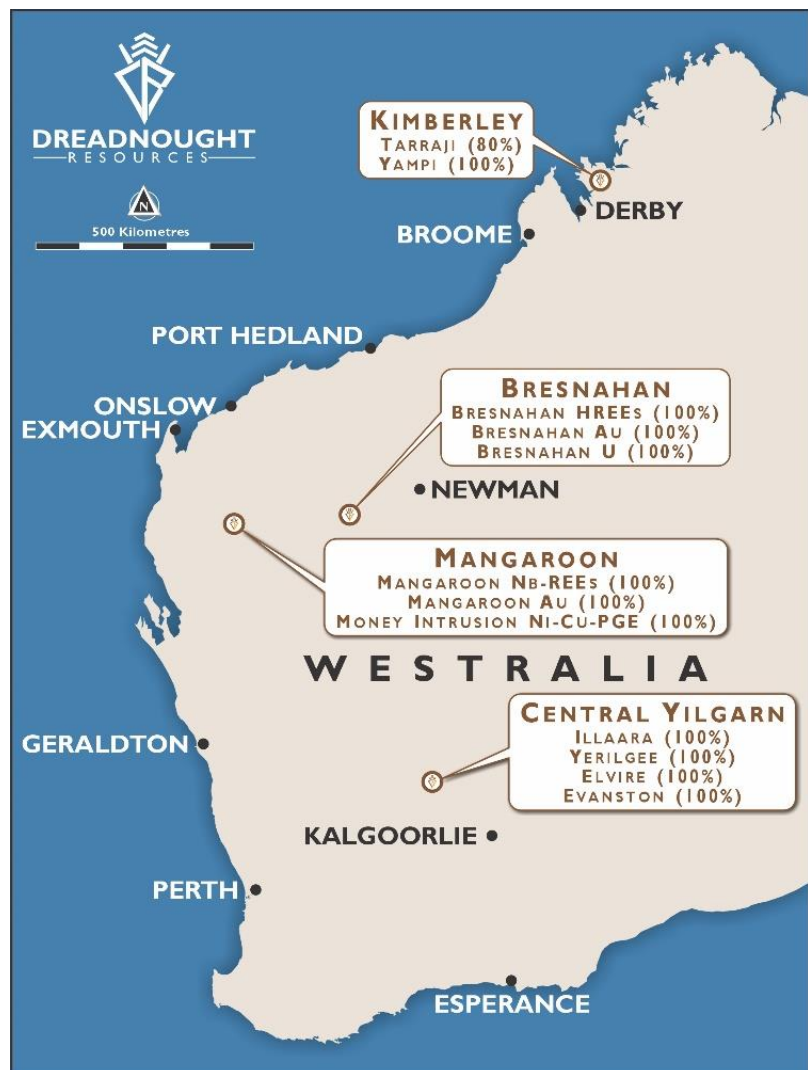 DREADNOUGHT
RESOURCES
N
500 Kilometres
KIMBERLEY
TARRAJI (80%)
YAMPI (100%)
DERBY
BROOME
PORT HEDLAND
BRESNAHAN
BRESNAHAN HREES (100%)
BRESNAHAN AU (100%)
BRESNAHAN U (100%)
ONSLOW
EXMOUTH
NEWMAN
MANGAROON
MANGAROON NB-REES (100%)
MANGAROON AU (100%)
MONEY INTRUSION NI-CU-PGE (100%)
WESTRALIA
CENTRAL YILGARN
ILLAARA (100%)
YERILGEE (100%)
ELVIRE (100%)
EVANSTON (100%)
GERALDTON
KALGOORLIE
PERTH
ESPERANCE